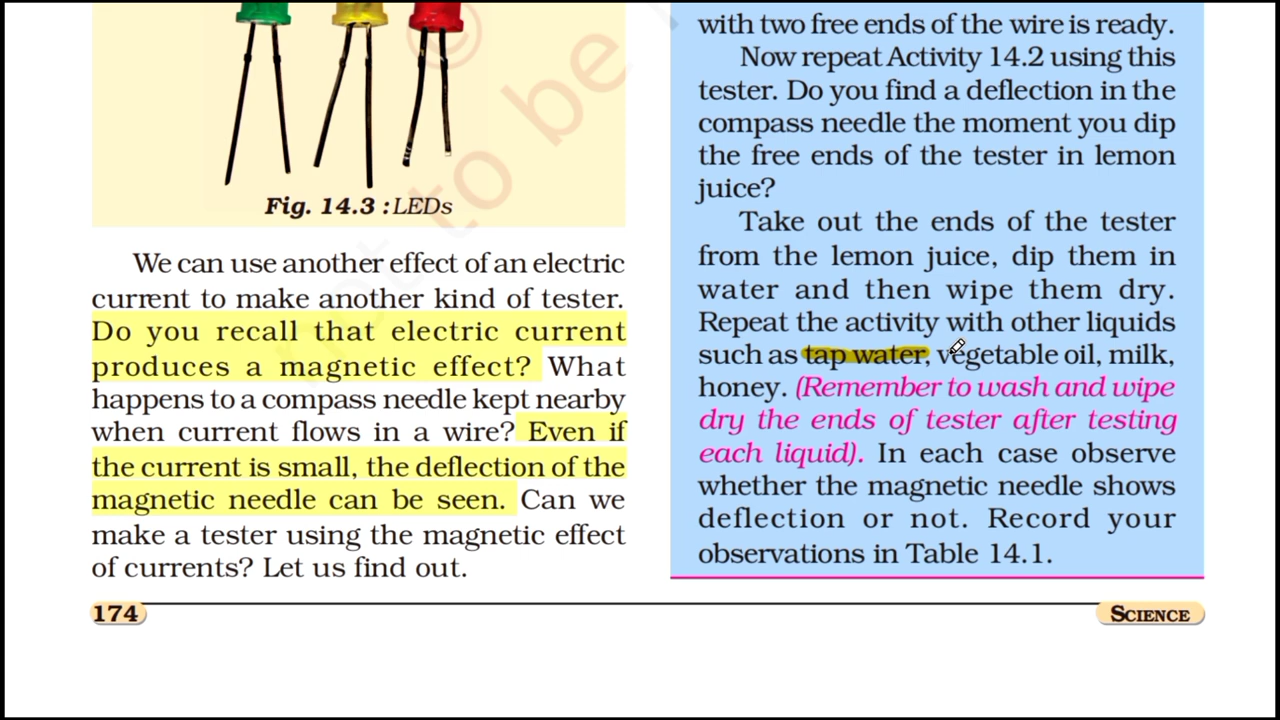 Fig. 14.3 : LEDs
We can use another effect of an electric
current to make another kind of tester.
Do you recall that electric current
produces a magnetic effect? What
happens to a compass needle kept nearby
when current flows in a wire? Even if
the current is small, the deflection of the
magnetic needle can be seen. Can we
make a tester using the magnetic effect
of currents? Let us find out.
with two free ends of the wire is ready.
Now repeat Activity 14.2 using this
tester. Do you find a deflection in the
compass needle the moment you dip
the free ends of the tester in lemon
juice?
Take out the ends of the tester
from the lemon juice, dip them in
water and then wipe them dry.
Repeat the activity with other liquids
such as tap water, vegetable oil, milk,
honey. (Remember to wash and wipe
dry the ends of tester after testing
each liquid). In each case observe
whether the magnetic needle shows
deflection or not. Record your
observations in Table 14.1.
174
SCIENCE
© not to be